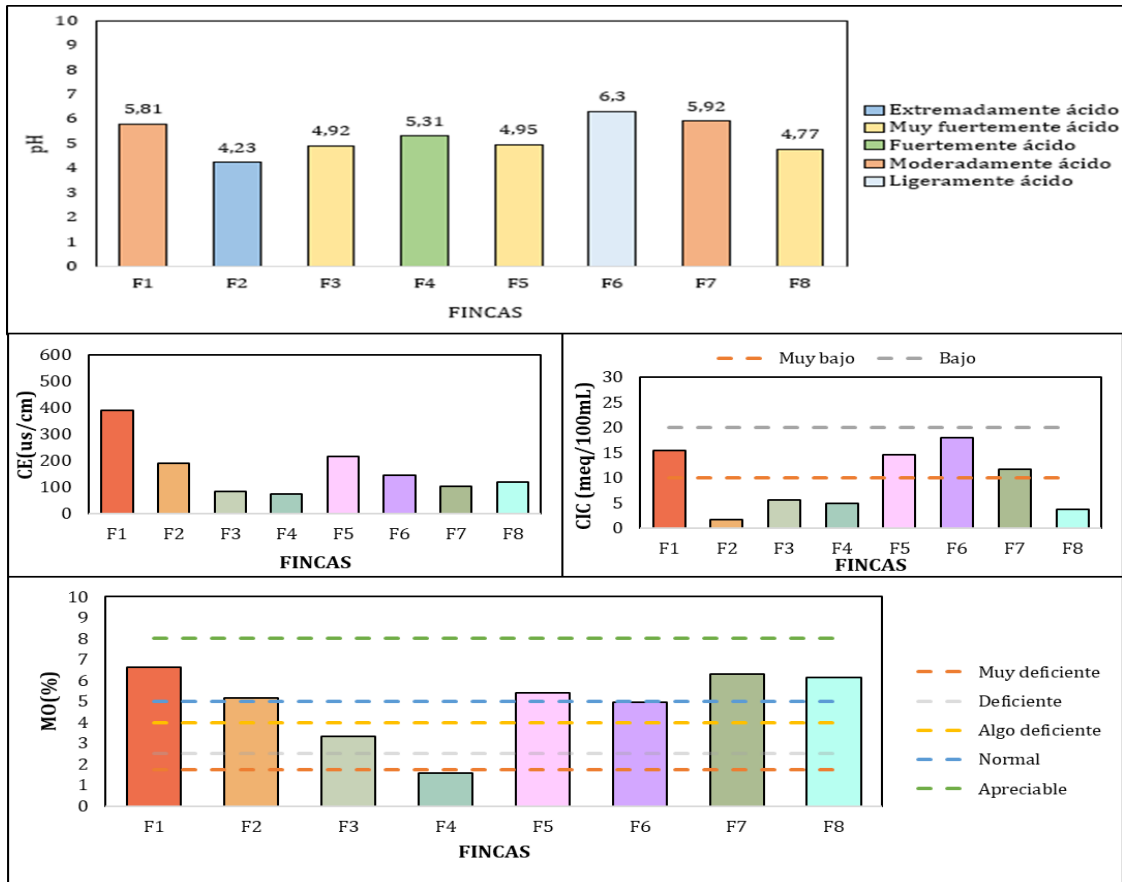 10
9
8
7
6
5
4
3
2
1
0
pH
5,81
4,23
4,92
5,31
4,95
6,3
5,92
4,77
F1 F2 F3 F4 F5 F6 F7 F8
FINCAS
Extremadamente ácido
Muy fuertemente ácido
Fuertemente ácido
Moderadamente ácido
Ligeramente ácido
600
500
400
300
200
100
0
CE(us/cm)
F1 F2 F3 F4 F5 F6 F7 F8
FINCAS
Muy bajo Bajo
30
25
20
15
10
5
0
CIC (meq/100mL)
F1 F2 F3 F4 F5 F6 F7 F8
FINCAS
10
9
8
7
6
5
4
3
2
1
0
MO(%)
F1 F2 F3 F4 F5 F6 F7 F8
FINCAS
Muy deficiente
Deficiente
Algo deficiente
Normal
Apreciable